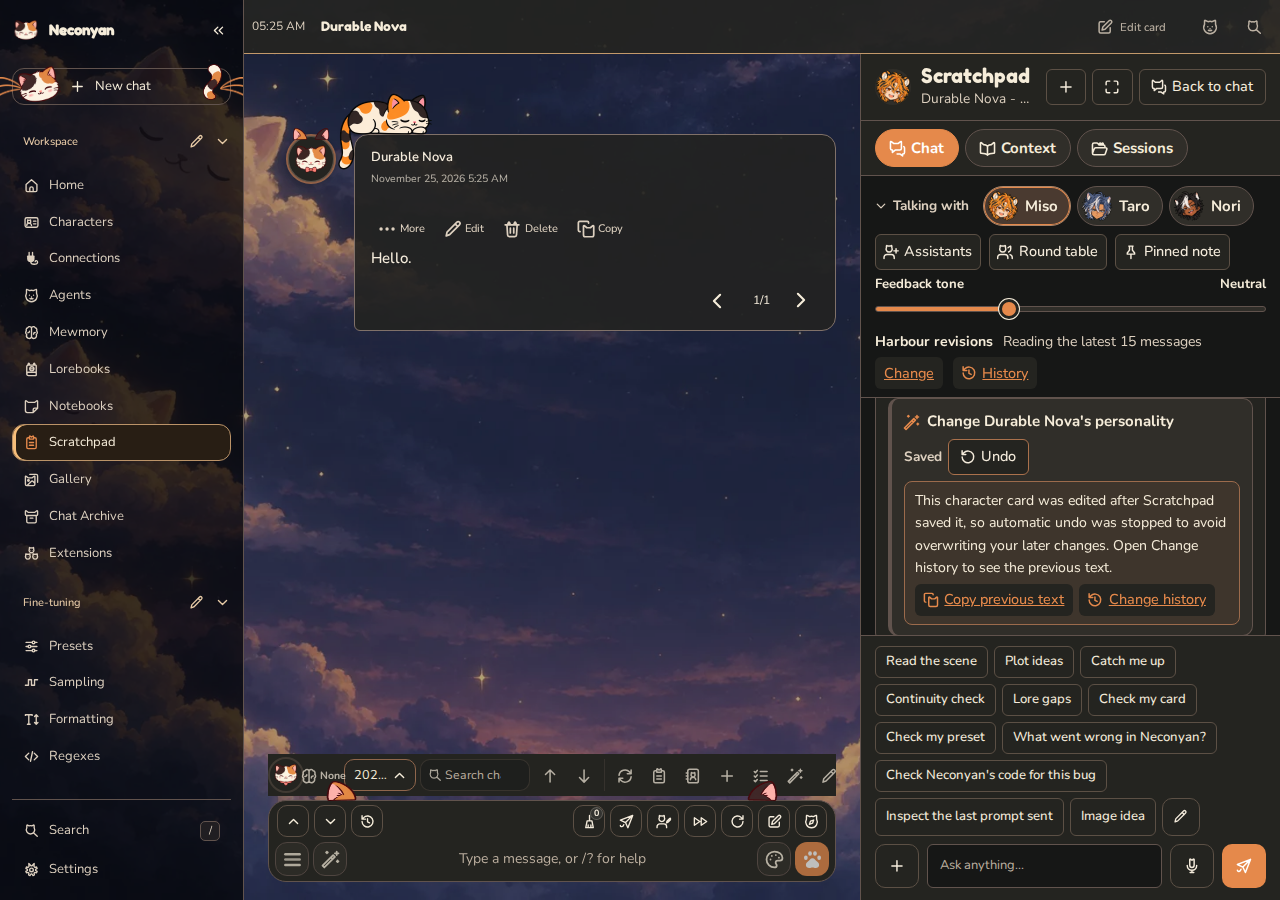 Neconyan
New chat
Workspace
Home
Characters
Connections
Agents
Mewmory
Lorebooks
Notebooks
Scratchpad
Gallery
Chat Archive
Extensions
Fine-tuning
Presets
Sampling
Formatting
Regexes
Search /
Settings
05:25 AM Durable Nova
Edit card
Durable Nova
November 25, 2026 5:25 AM
More Edit Delete Copy
Hello.
1/1
None 202... Search ch
0
Type a message, or /? for help
Scratchpad
Durable Nova - ...
Back to chat
Chat Context Sessions
Talking with Miso Taro Nori
Assistants Round table Pinned note
Feedback tone Neutral
Harbour revisions Reading the latest 15 messages
Change History
Change Durable Nova's personality
Saved Undo
This character card was edited after Scratchpad
saved it, so automatic undo was stopped to avoid
overwriting your later changes. Open Change
history to see the previous text.
Copy previous text Change history
Read the scene Plot ideas Catch me up
Continuity check Lore gaps Check my card
Check my preset What went wrong in Neconyan?
Check Neconyan's code for this bug
Inspect the last prompt sent Image idea
Ask anything...